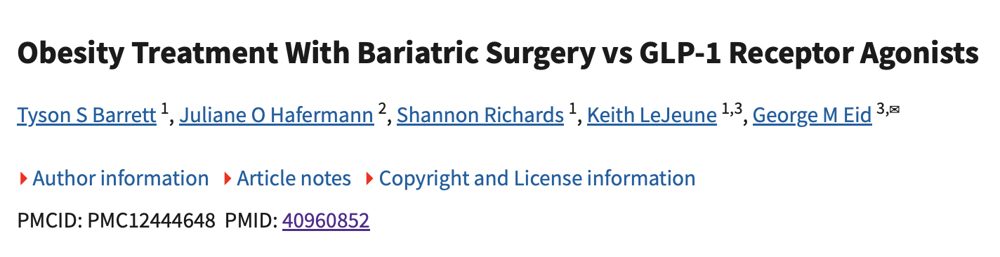 Obesity Treatment With Bariatric Surgery vs GLP-1 Receptor Agonists
Tyson S Barrett 1, Juliane O Hafermann 2, Shannon Richards 1, Keith LeJeune 1,3, George M Eid 3,✉
Author information Article notes Copyright and License information
PMCID: PMC12444648 PMID: 40960852